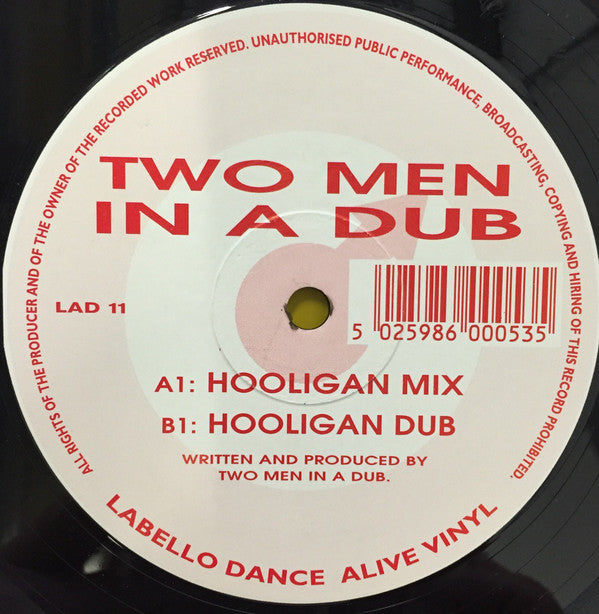 ALL RIGHTS OF THE PRODUCER AND OF THE OWNER OF THE RECORDED WORK RESERVED. UNAUTHORISED PUBLIC PERFORMANCE, BROADCASTING, COPYING AND HIRING OF THIS RECORD PROHIBITED.
TWO MEN
IN A DUB
LAD 11
5 025986 000535
A1: HOOLIGAN MIX
B1: HOOLIGAN DUB
WRITTEN AND PRODUCED BY
TWO MEN IN A DUB.
LABELLO DANCE ALIVE VINYL